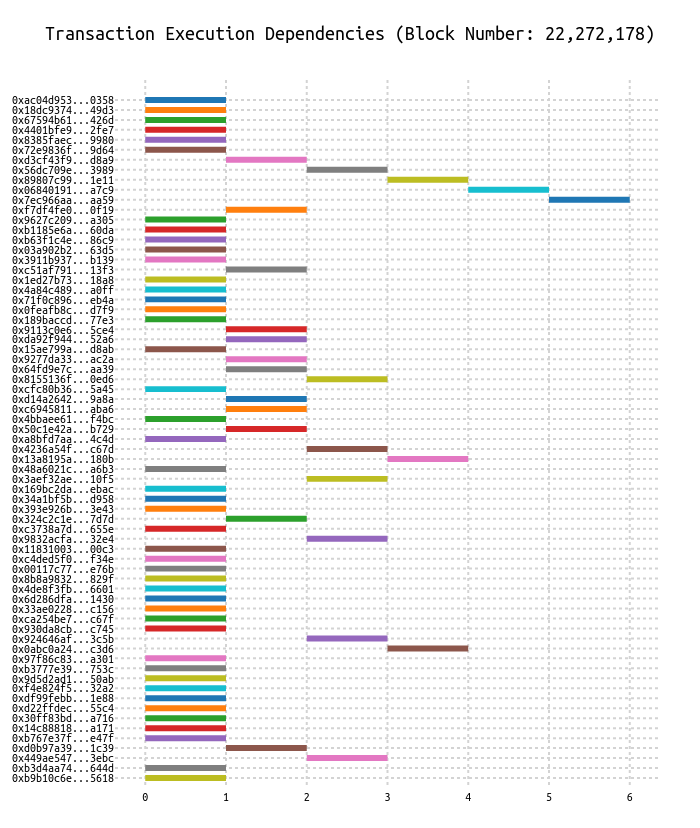 Transaction Execution Dependencies (Block Number: 22,272,178)
0xac04d953...0358
0x18dc9374...49d3
0x67594b61...426d
0x4401bfe9...2fe7
0x8385faec...9980
0x72e9836f...9d64
0xd3cf43f9...d8a9
0x56dc709e...3989
0x89807c99...1e11
0x06840191...a7c9
0x7ec966aa...aa59
0xf7df4fe0...0f19
0x9627c209...a305
0xb1185e6a...60da
0xb63f1c4e...86c9
0x03a902b2...63d5
0x3911b937...b139
0xc51af791...13f3
0x1ed27b73...18a8
0x4a84c489...a0ff
0x71f0c896...eb4a
0x0feafb8c...d7f9
0x189baccd...77e3
0x9113c0e6...5ce4
0xda92f944...52a6
0x15ae799a...d8ab
0x9277da33...ac2a
0x64fd9e7c...aa39
0x8155136f...0ed6
0xcfc80b36...5a45
0xd14a2642...9a8a
0xc6945811...aba6
0x4bbaee61...f4bc
0x50c1e42a...b729
0xa8bfd7aa...4c4d
0x4236a54f...c67d
0x13a8195a...180b
0x48a6021c...a6b3
0x3aef32ae...10f5
0x169bc2da...ebac
0x34a1bf5b...d958
0x393e926b...3e43
0x324c2c1e...7d7d
0xc3738a7d...655e
0x9832acfa...32e4
0x11831003...00c3
0xc4ded5f0...f34e
0x00117c77...e76b
0x8b8a9832...829f
0x4de8f3fb...6601
0x6d286dfa...1430
0x33ae0228...c156
0xca254be7...c67f
0x930da8cb...c745
0x924646af...3c5b
0x0abc0a24...c3d6
0x97f86c83...a301
0xb3777e39...753c
0x9d5d2ad1...50ab
0xf4e824f5...32a2
0xdf99febb...1e88
0xd22ffdec...55c4
0x30ff83bd...a716
0x14c88818...a171
0xb767e37f...e47f
0xd0b97a39...1c39
0x449ae547...3ebc
0xb3d4aa74...644d
0xb9b10c6e...5618
0 1 2 3 4 5 6